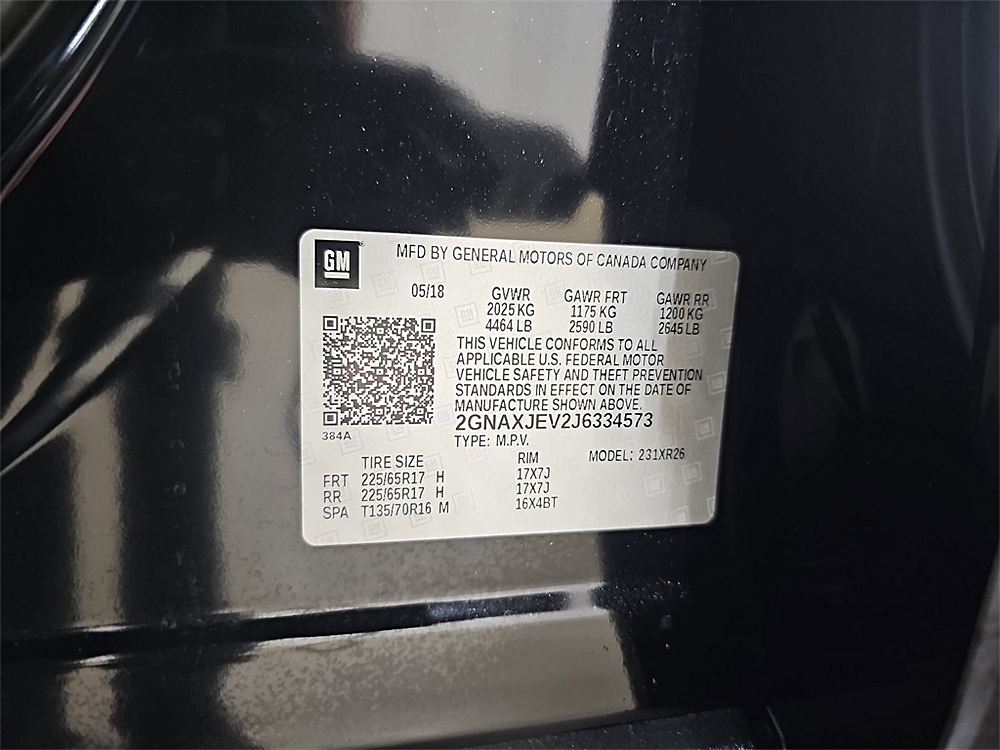 GM
MFD BY GENERAL MOTORS OF CANADA COMPANY
05/18 GVWR GAWR FRT GAWR RR
2025 KG 1175 KG 1200 KG
4464 LB 2590 LB 2645 LB
THIS VEHICLE CONFORMS TO ALL
APPLICABLE U.S. FEDERAL MOTOR
VEHICLE SAFETY AND THEFT PREVENTION
STANDARDS IN EFFECT ON THE DATE OF
MANUFACTURE SHOWN ABOVE.
2GNAXJEV2J6334573
384A
TYPE: M.P.V.
TIRE SIZE RIM MODEL: 231XR26
FRT 225/65R17 H 17X7J
RR 225/65R17 H 17X7J
SPA T135/70R16 M 16X4BT